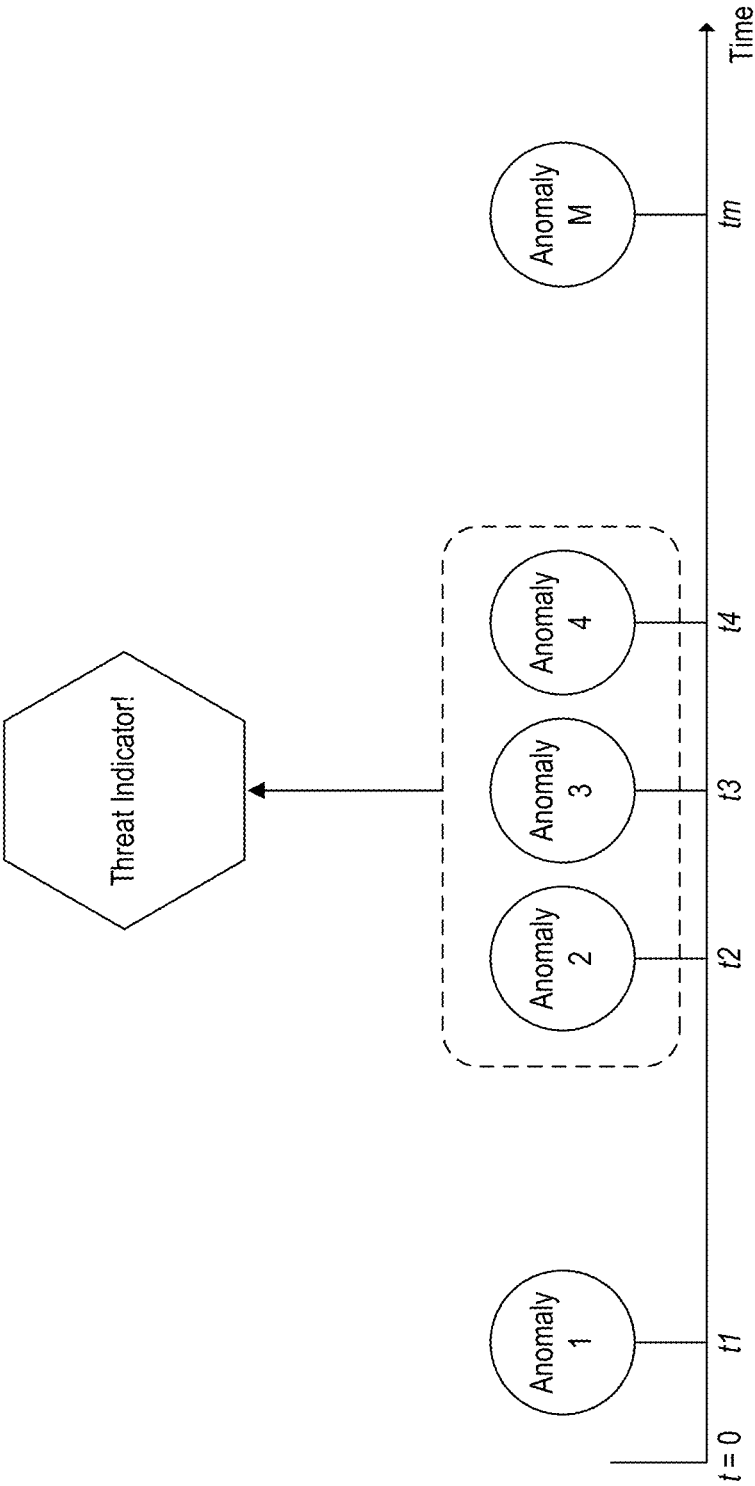 Threat Indicator!
Anomaly
1
Anomaly
2
Anomaly
3
Anomaly
4
Anomaly
M
t = 0
t1
t2
t3
t4
tm
Time